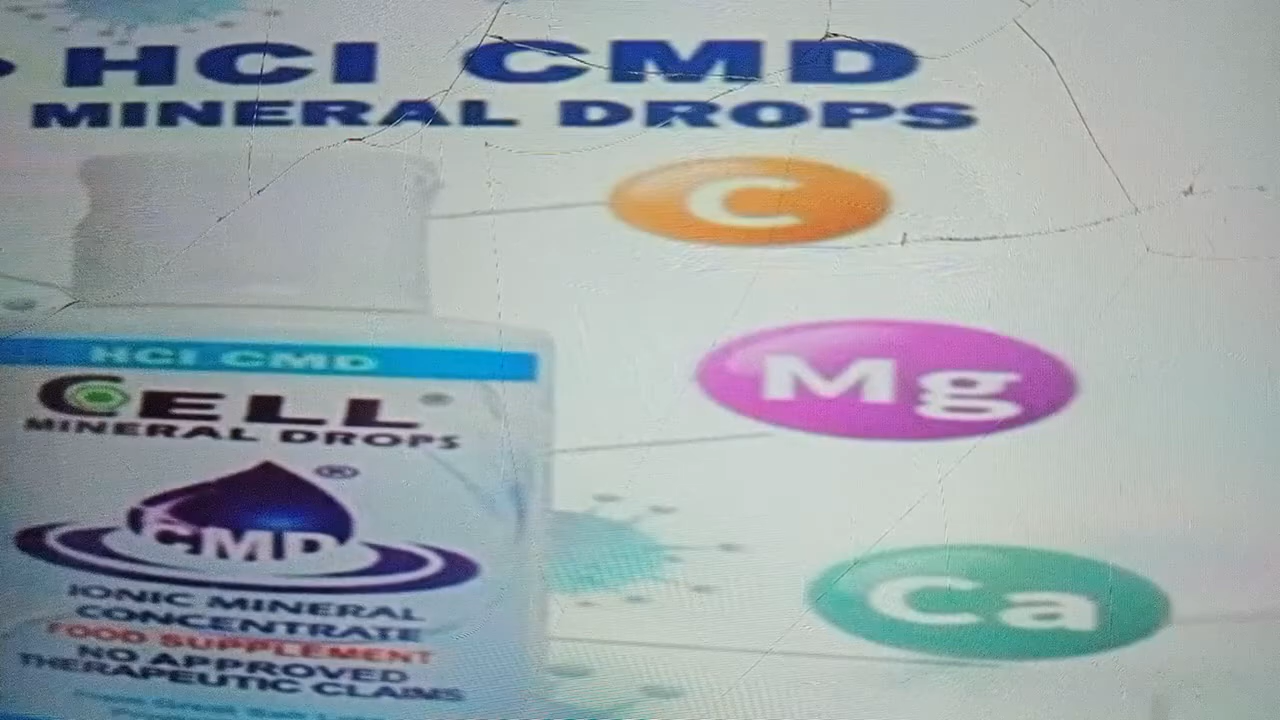 HCI CMD
MINERAL DROPS
C
Mg
Ca
HCI CMD
CELL
MINERAL DROPS
®
CMD
IONIC MINERAL
CONCENTRATE
FOOD SUPPLEMENT
NO APPROVED
THERAPEUTIC CLAIMS